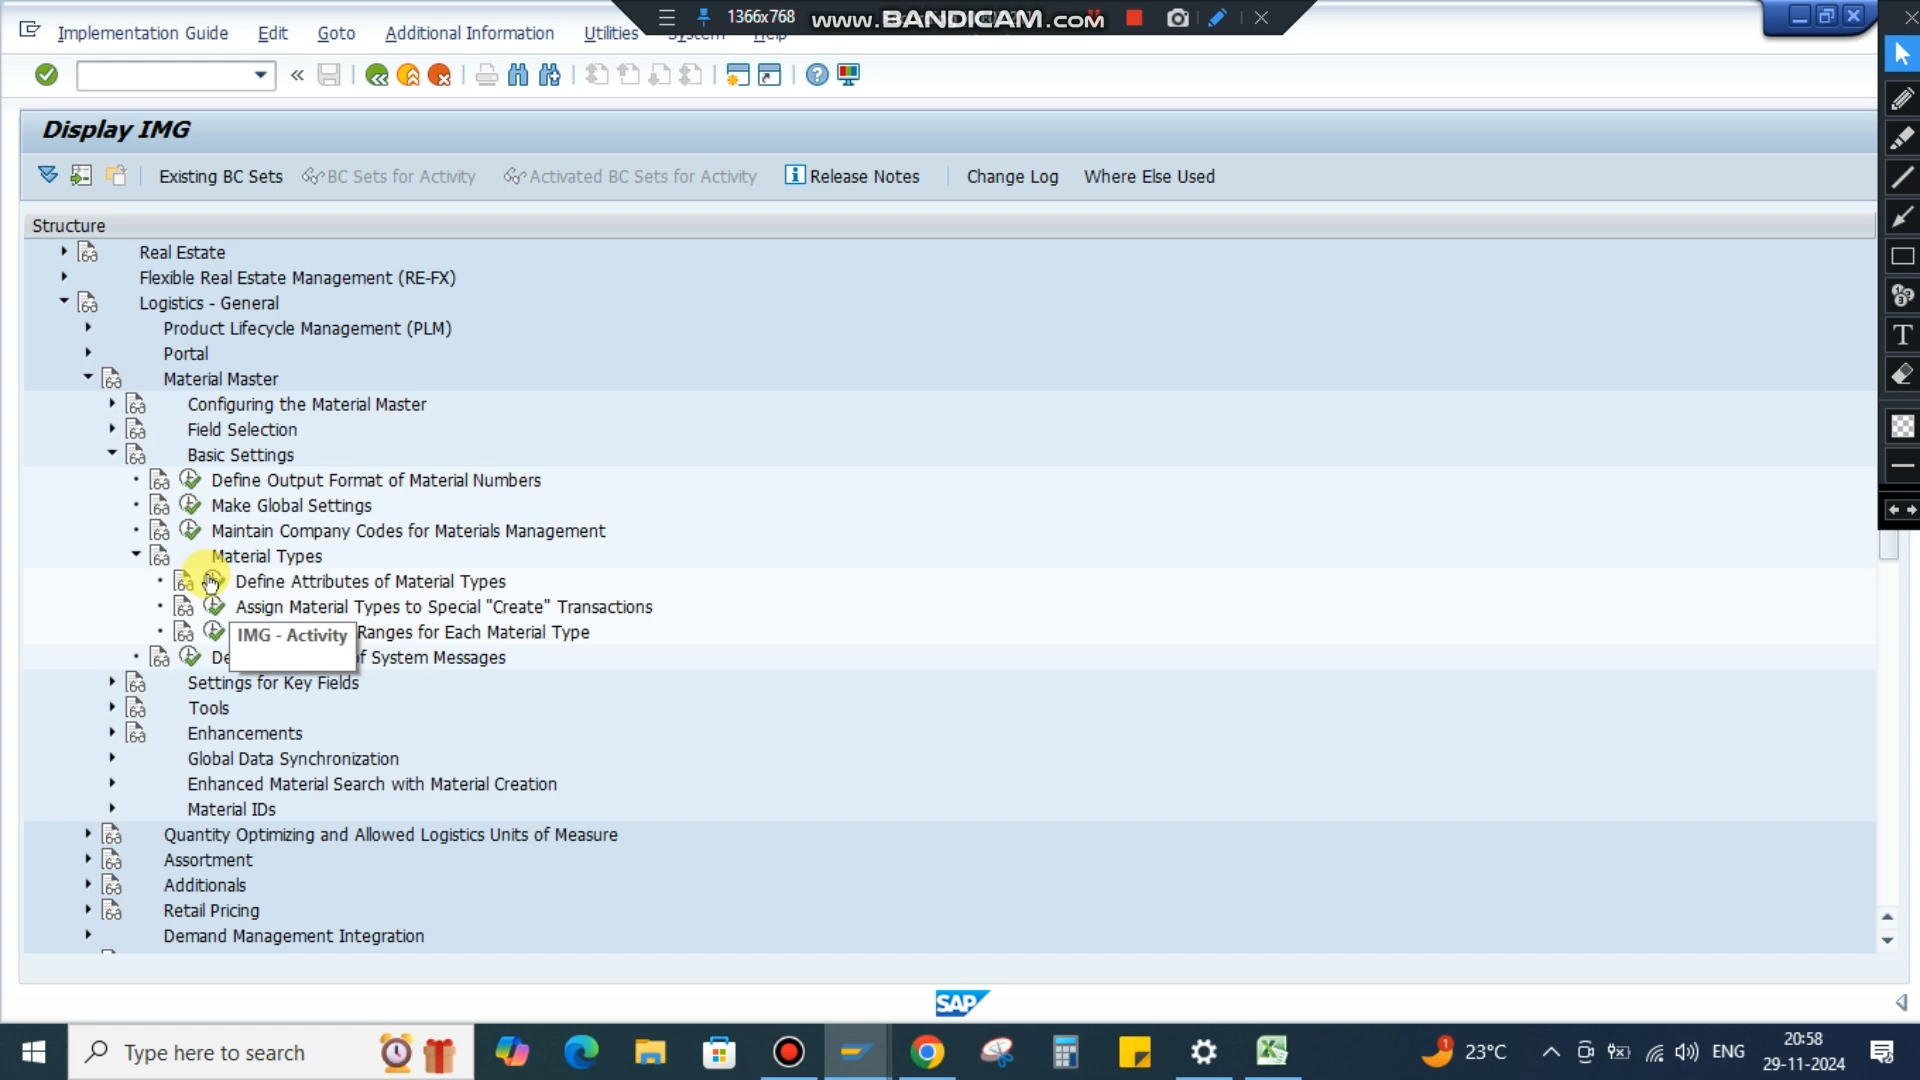 1366x768
www.BANDICAM.com
Implementation Guide Edit Goto Additional Information Utilities System Help
Display IMG
Existing BC Sets BC Sets for Activity Activated BC Sets for Activity Release Notes Change Log Where Else Used
Structure
Real Estate
Flexible Real Estate Management (RE-FX)
Logistics - General
Product Lifecycle Management (PLM)
Portal
Material Master
Configuring the Material Master
Field Selection
Basic Settings
Define Output Format of Material Numbers
Make Global Settings
Maintain Company Codes for Materials Management
Material Types
Define Attributes of Material Types
Assign Material Types to Special "Create" Transactions
Ranges for Each Material Type
IMG - Activity
De
of System Messages
Settings for Key Fields
Tools
Enhancements
Global Data Synchronization
Enhanced Material Search with Material Creation
Material IDs
Quantity Optimizing and Allowed Logistics Units of Measure
Assortment
Additionals
Retail Pricing
Demand Management Integration
SAP
Type here to search
23°C
ENG
20:58
29-11-2024